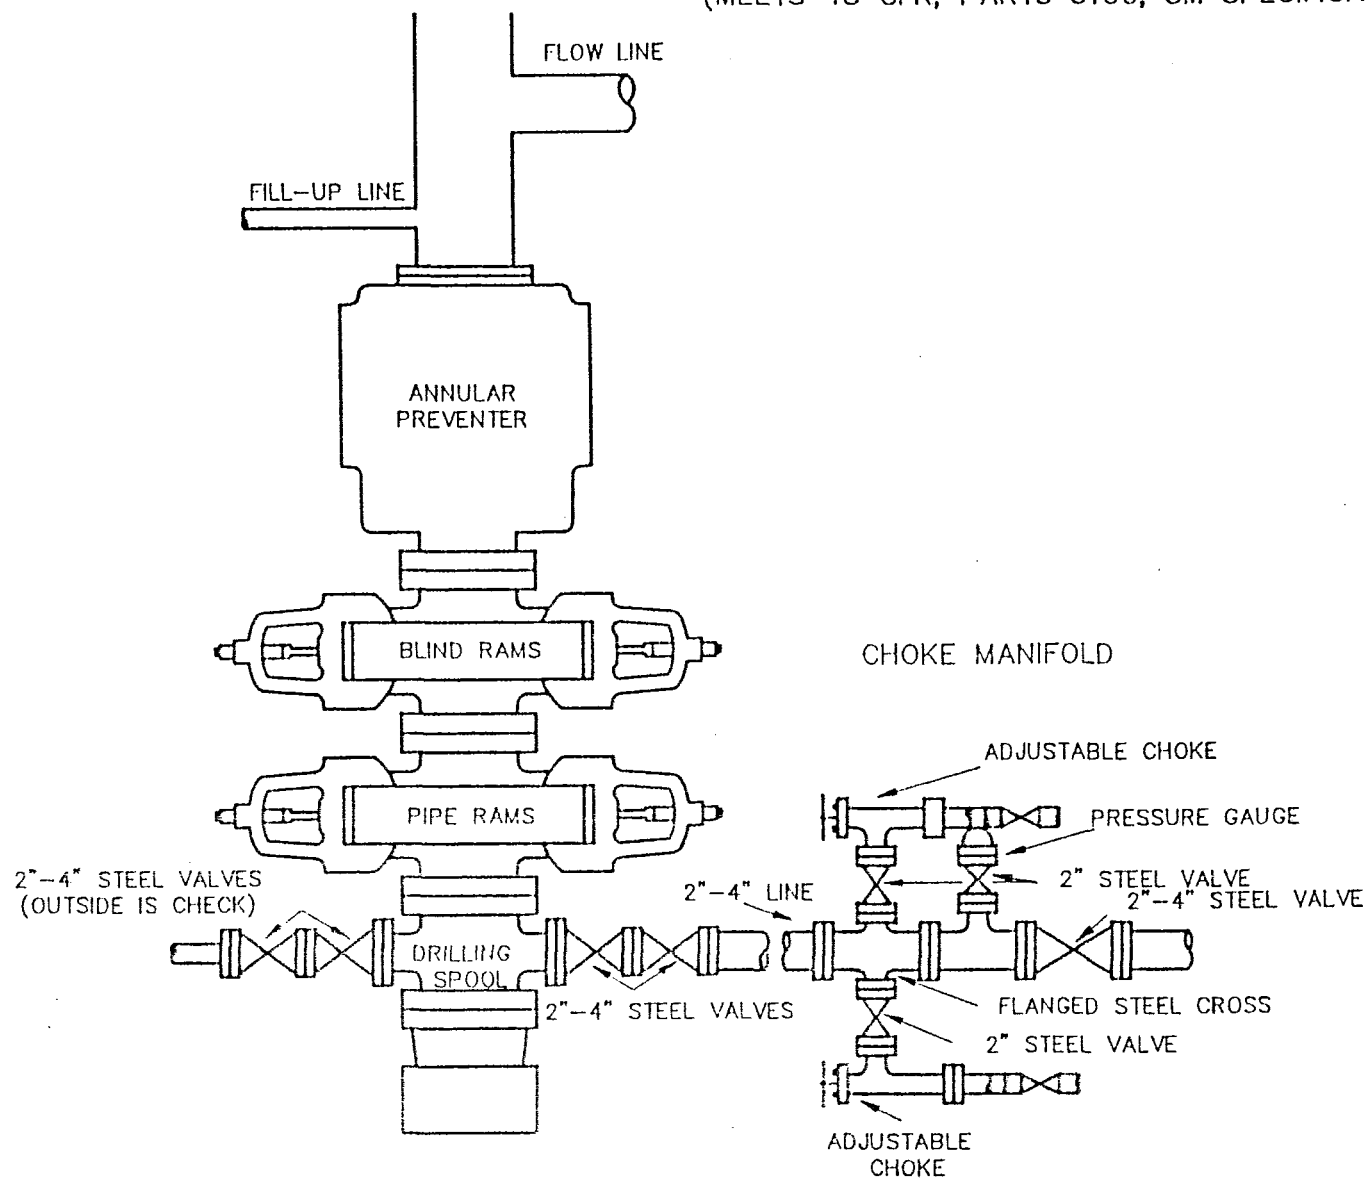 FLOW LINE
FILL-UP LINE
ANNULAR
PREVENTER
BLIND RAMS
CHOKE MANIFOLD
ADJUSTABLE CHOKE
PIPE RAMS
PRESSURE GAUGE
2"-4" STEEL VALVES
(OUTSIDE IS CHECK)
2"-4" LINE
2" STEEL VALVE
2"-4" STEEL VALVE
DRILLING
SPOOL
2"-4" STEEL VALVES
FLANGED STEEL CROSS
2" STEEL VALVE
ADJUSTABLE
CHOKE